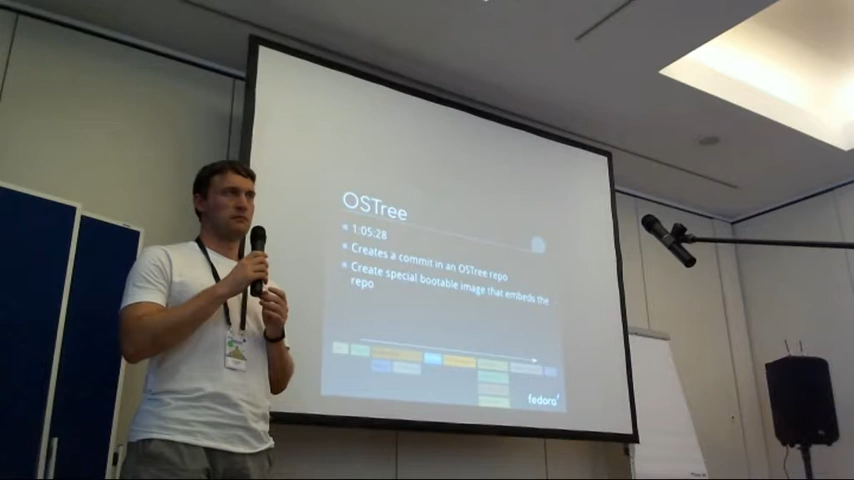 OSTree
1:05:28
Creates a commit in an OSTree repo
Create special bootable image that embeds the
repo
fedora